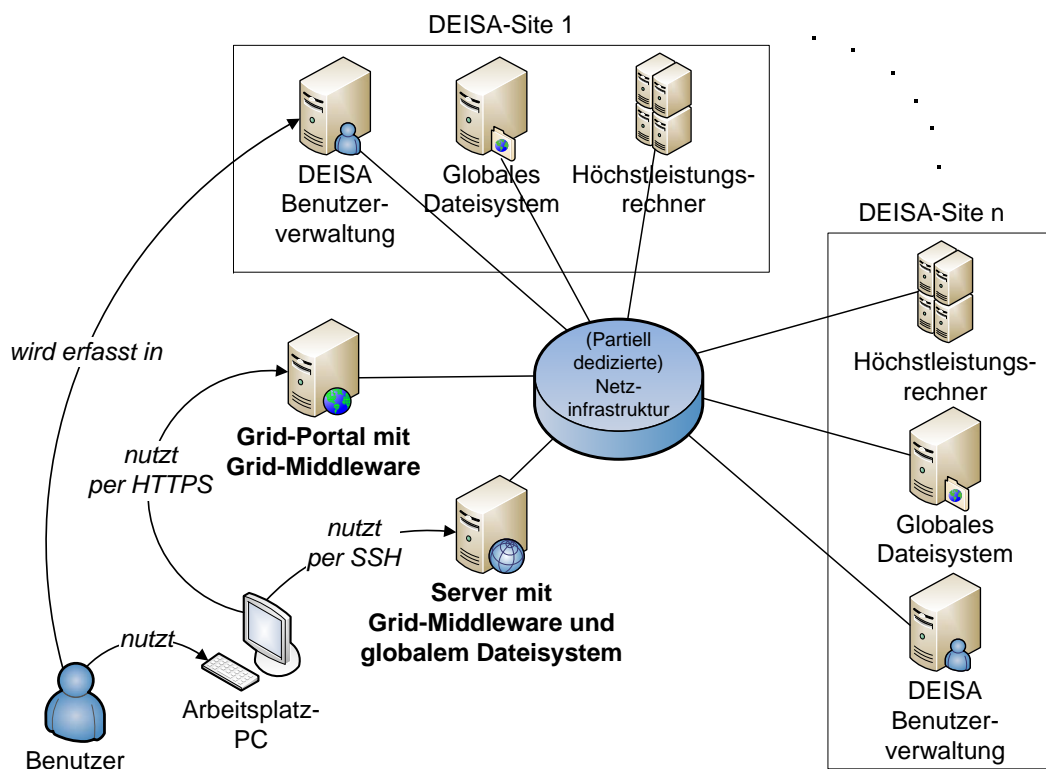 DEISA-Site 1
DEISA
Benutzer-
verwaltung
Globales
Dateisystem
Höchstleistungs-
rechner
DEISA-Site n
Höchstleistungs-
rechner
Globales
Dateisystem
DEISA
Benutzer-
verwaltung
(Partiell
dedizierte)
Netz-
infrastruktur
wird erfasst in
Grid-Portal mit
Grid-Middleware
nutzt
per HTTPS
nutzt
per SSH
Server mit
Grid-Middleware und
globalem Dateisystem
nutzt
Arbeitsplatz-
PC
Benutzer